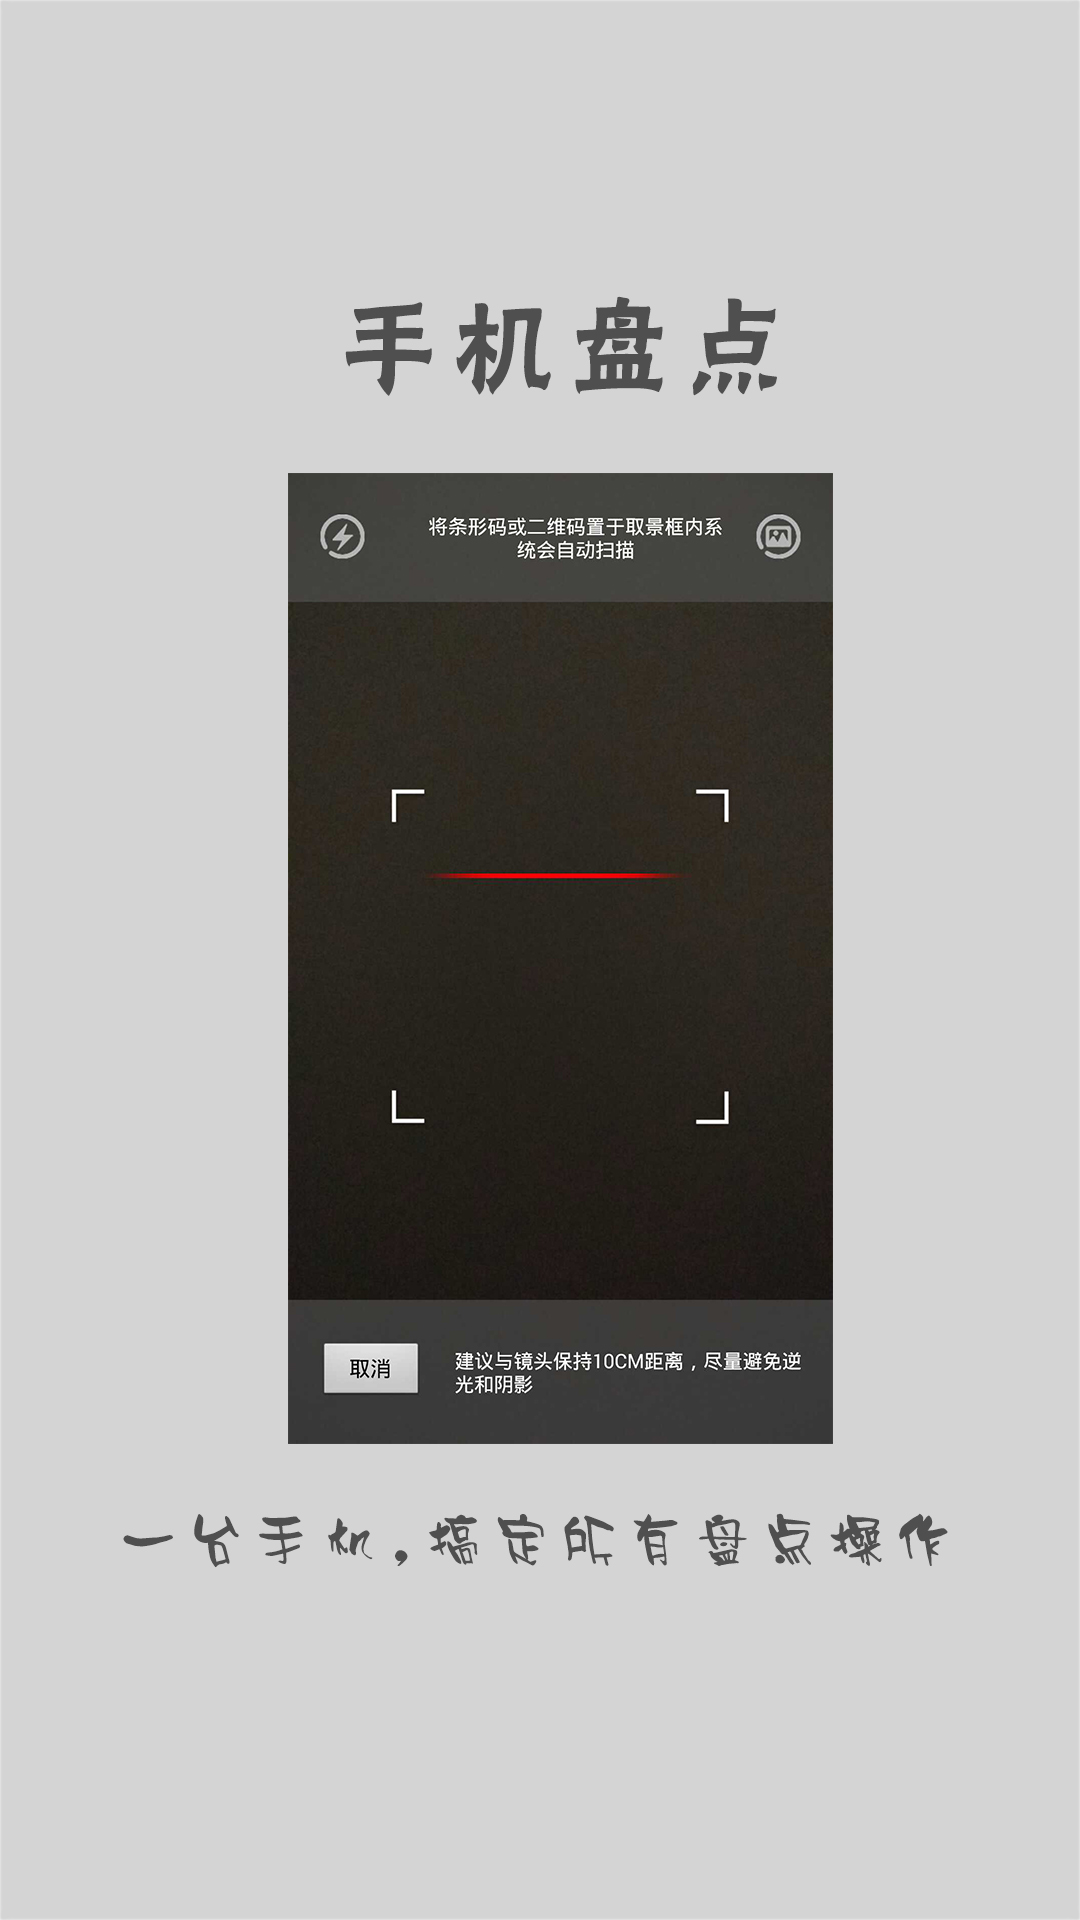 手机盘点
将条形码或二维码置于取景框内系
统会自动扫描
取消
建议与镜头保持10CM距离，尽量避免逆
光和阴影
一台手机,搞定所有盘点操作